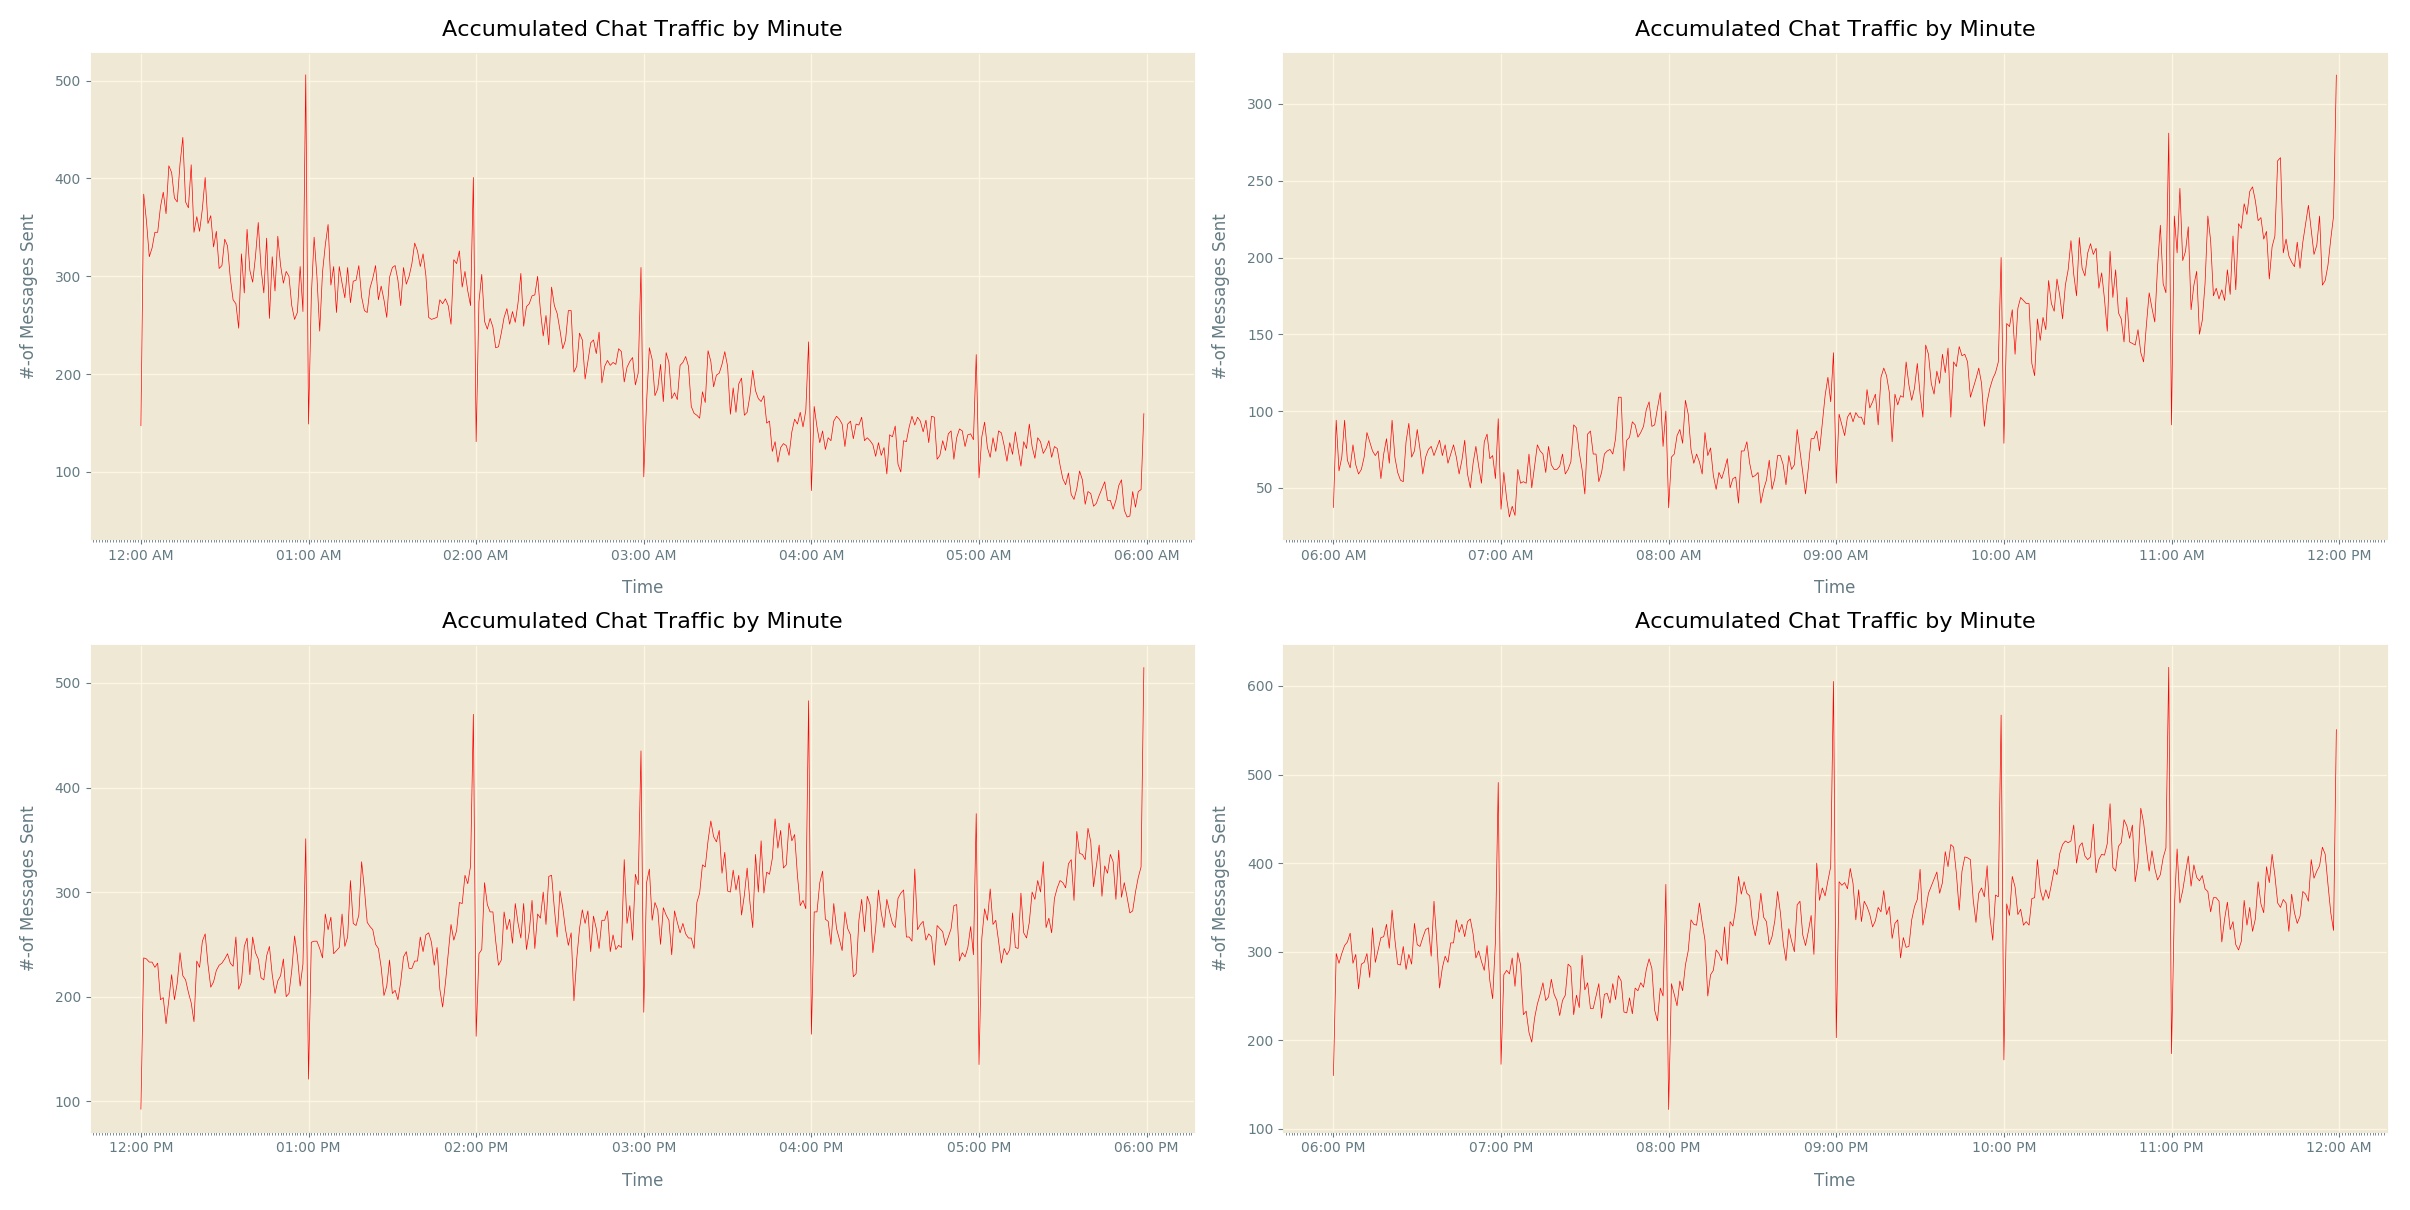 Accumulated Chat Traffic by Minute
#-of Messages Sent
500
400
300
200
100
12:00 AM 01:00 AM 02:00 AM 03:00 AM 04:00 AM 05:00 AM 06:00 AM
Time
Accumulated Chat Traffic by Minute
#-of Messages Sent
300
250
200
150
100
50
06:00 AM 07:00 AM 08:00 AM 09:00 AM 10:00 AM 11:00 AM 12:00 PM
Time
Accumulated Chat Traffic by Minute
#-of Messages Sent
500
400
300
200
100
12:00 PM 01:00 PM 02:00 PM 03:00 PM 04:00 PM 05:00 PM 06:00 PM
Time
Accumulated Chat Traffic by Minute
#-of Messages Sent
600
500
400
300
200
100
06:00 PM 07:00 PM 08:00 PM 09:00 PM 10:00 PM 11:00 PM 12:00 AM
Time